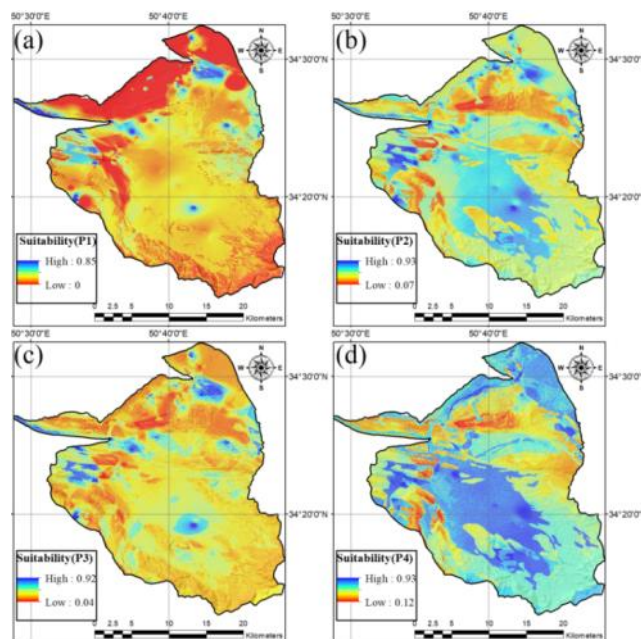 50°30'0"E 50°40'0"E 50°30'0"E 50°40'0"E
(a) (b)
N N
W E W E
S S
34°30'0"N 34°30'0"N
34°20'0"N 34°20'0"N
Suitability(P1) Suitability(P2)
High : 0.85 High : 0.93
Low : 0 Low : 0.07
0 2.5 5 10 15 20 0 2.5 5 10 15 20
Kilometers Kilometers
50°30'0"E 50°40'0"E 50°30'0"E 50°40'0"E
(c) (d)
N N
W E W E
S S
34°30'0"N 34°30'0"N
34°20'0"N 34°20'0"N
Suitability(P3) Suitability(P4)
High : 0.92 High : 0.93
Low : 0.04 Low : 0.12
0 2.5 5 10 15 20 0 2.5 5 10 15 20
Kilometers Kilometers